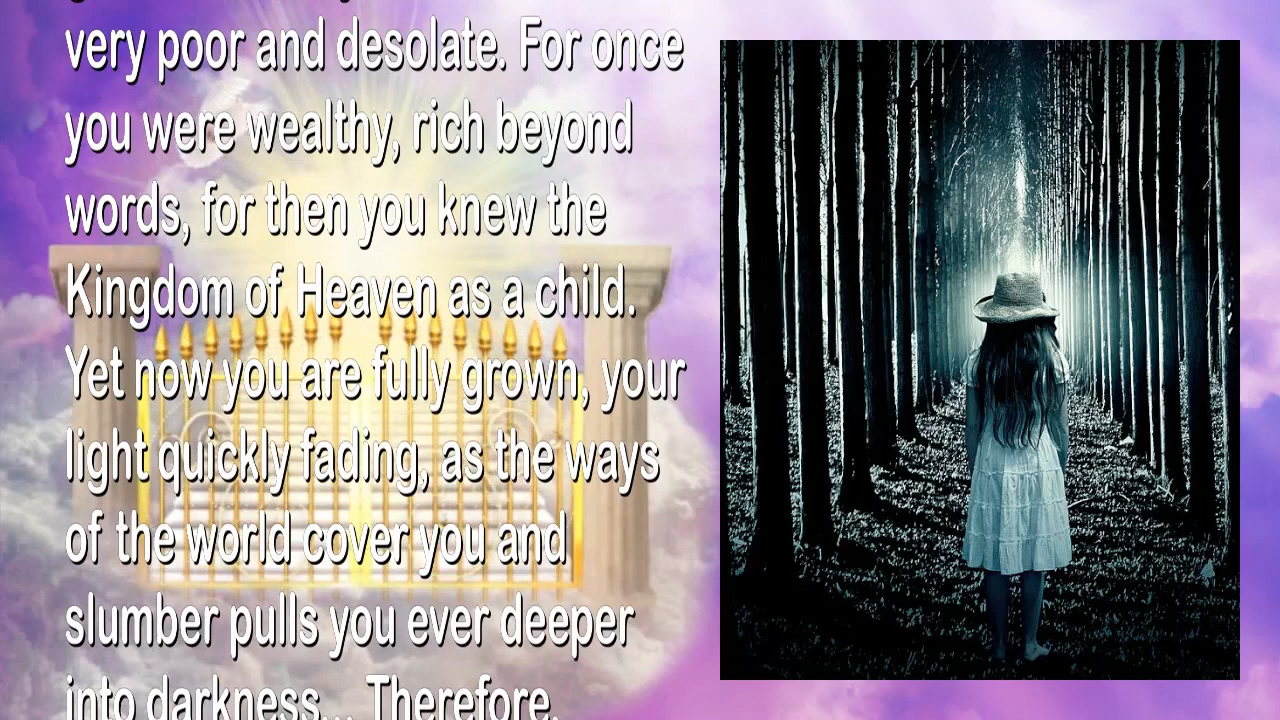 very poor and desolate. For once
you were wealthy, rich beyond
words, for then you knew the
Kingdom of Heaven as a child.
Yet now you are fully grown, your
light quickly fading, as the ways
of the world cover you and
slumber pulls you ever deeper
into darkness... Therefore,